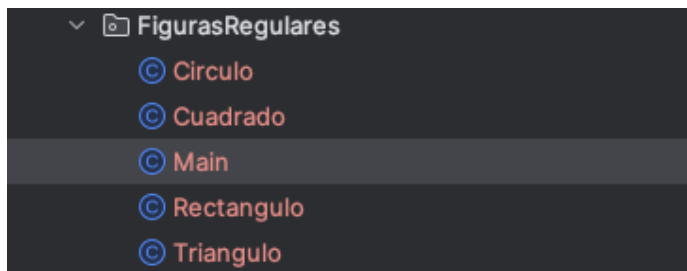 FigurasRegulares
C Circulo
C Cuadrado
C Main
C Rectangulo
C Triangulo